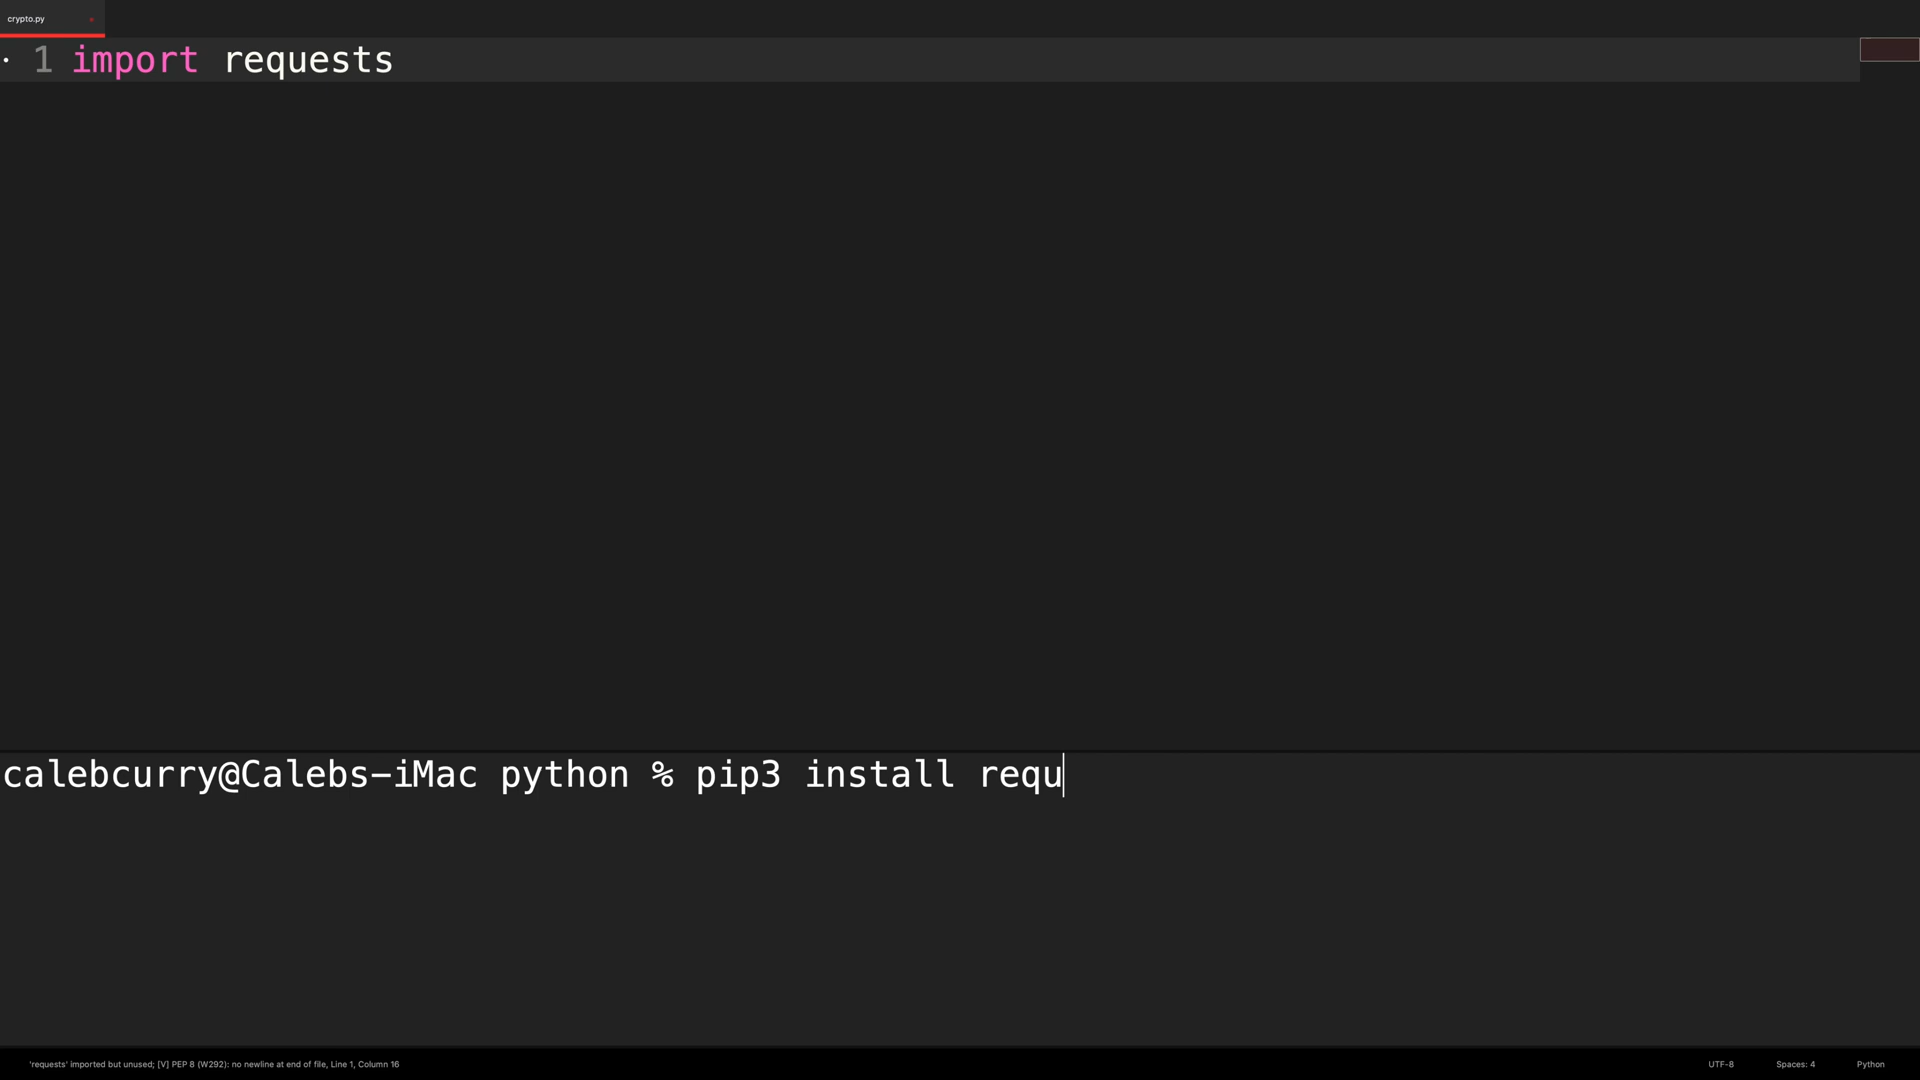 crypto.py
1 import requests
calebcurry@Calebs-iMac python % pip3 install requ
'requests' imported but unused; [V] PEP 8 (W292): no newline at end of file, Line 1, Column 16
UTF-8 Spaces: 4 Python